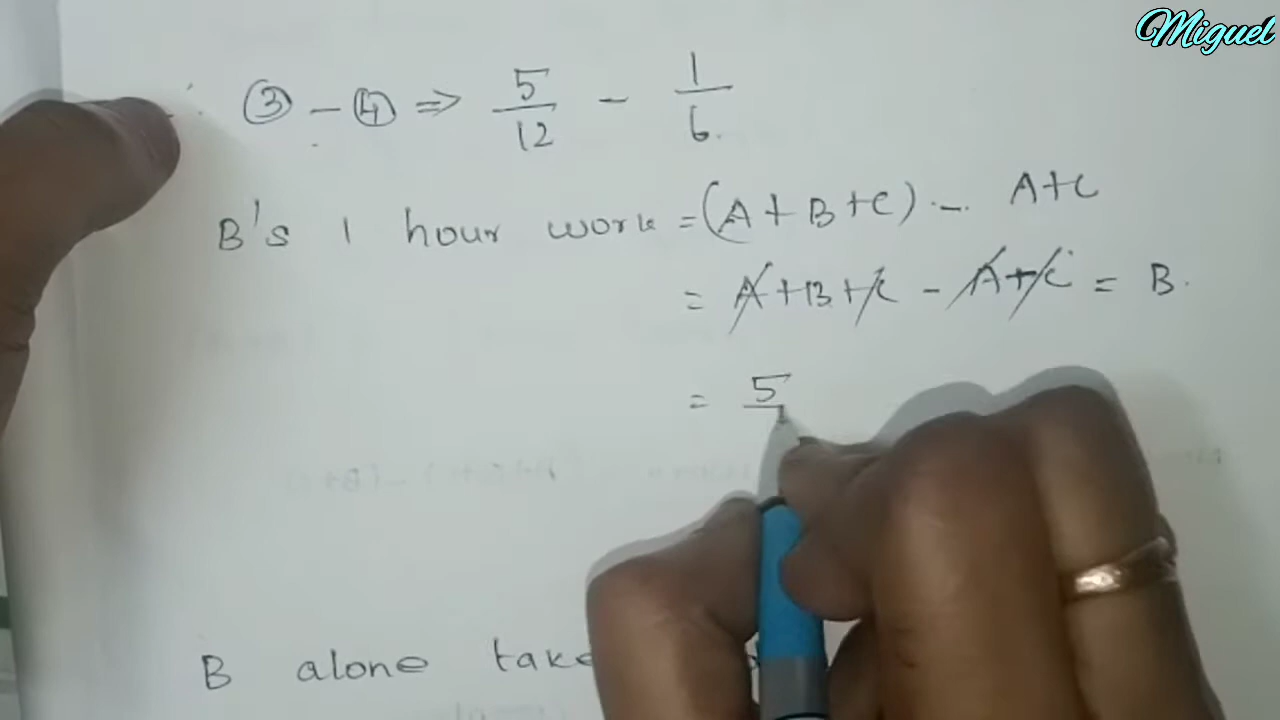 Miguel
∴ ③ - ④ => 5/12 - 1/6.
B's 1 hour work = (A+B+C) - A+C
= A+B+C - A+C = B.
= 5
B alone take